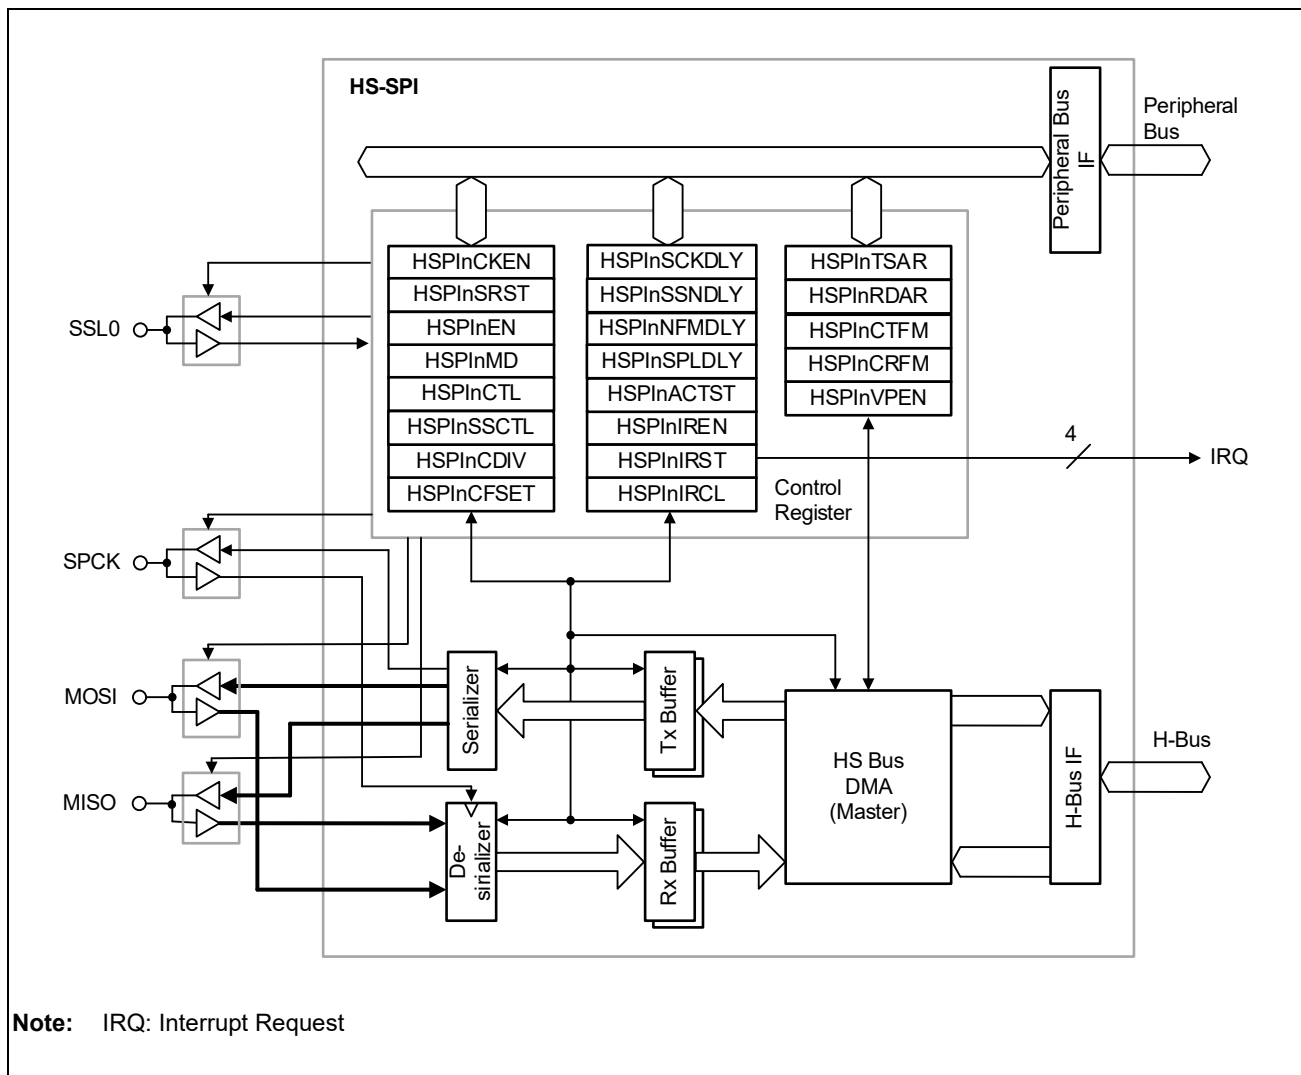 HS-SPI
Peripheral Bus
IF
Peripheral
Bus
HSPInCKEN
HSPInSRST
HSPInEN
HSPInMD
HSPInCTL
HSPInSSCTL
HSPInCDIV
HSPInCFSET
HSPInSCKDLY
HSPInSSNDLY
HSPInNFMDLY
HSPInSPLDLY
HSPInACTST
HSPInIREN
HSPInIRST
HSPInIRCL
HSPInTSAR
HSPInRDAR
HSPInCTFM
HSPInCRFM
HSPInVPEN
SSL0
4
IRQ
Control
Register
SPCK
MOSI
MISO
Serializer
Tx Buffer
De-
sirializer
Rx Buffer
HS Bus
DMA
(Master)
H-Bus IF
H-Bus
Note: IRQ: Interrupt Request